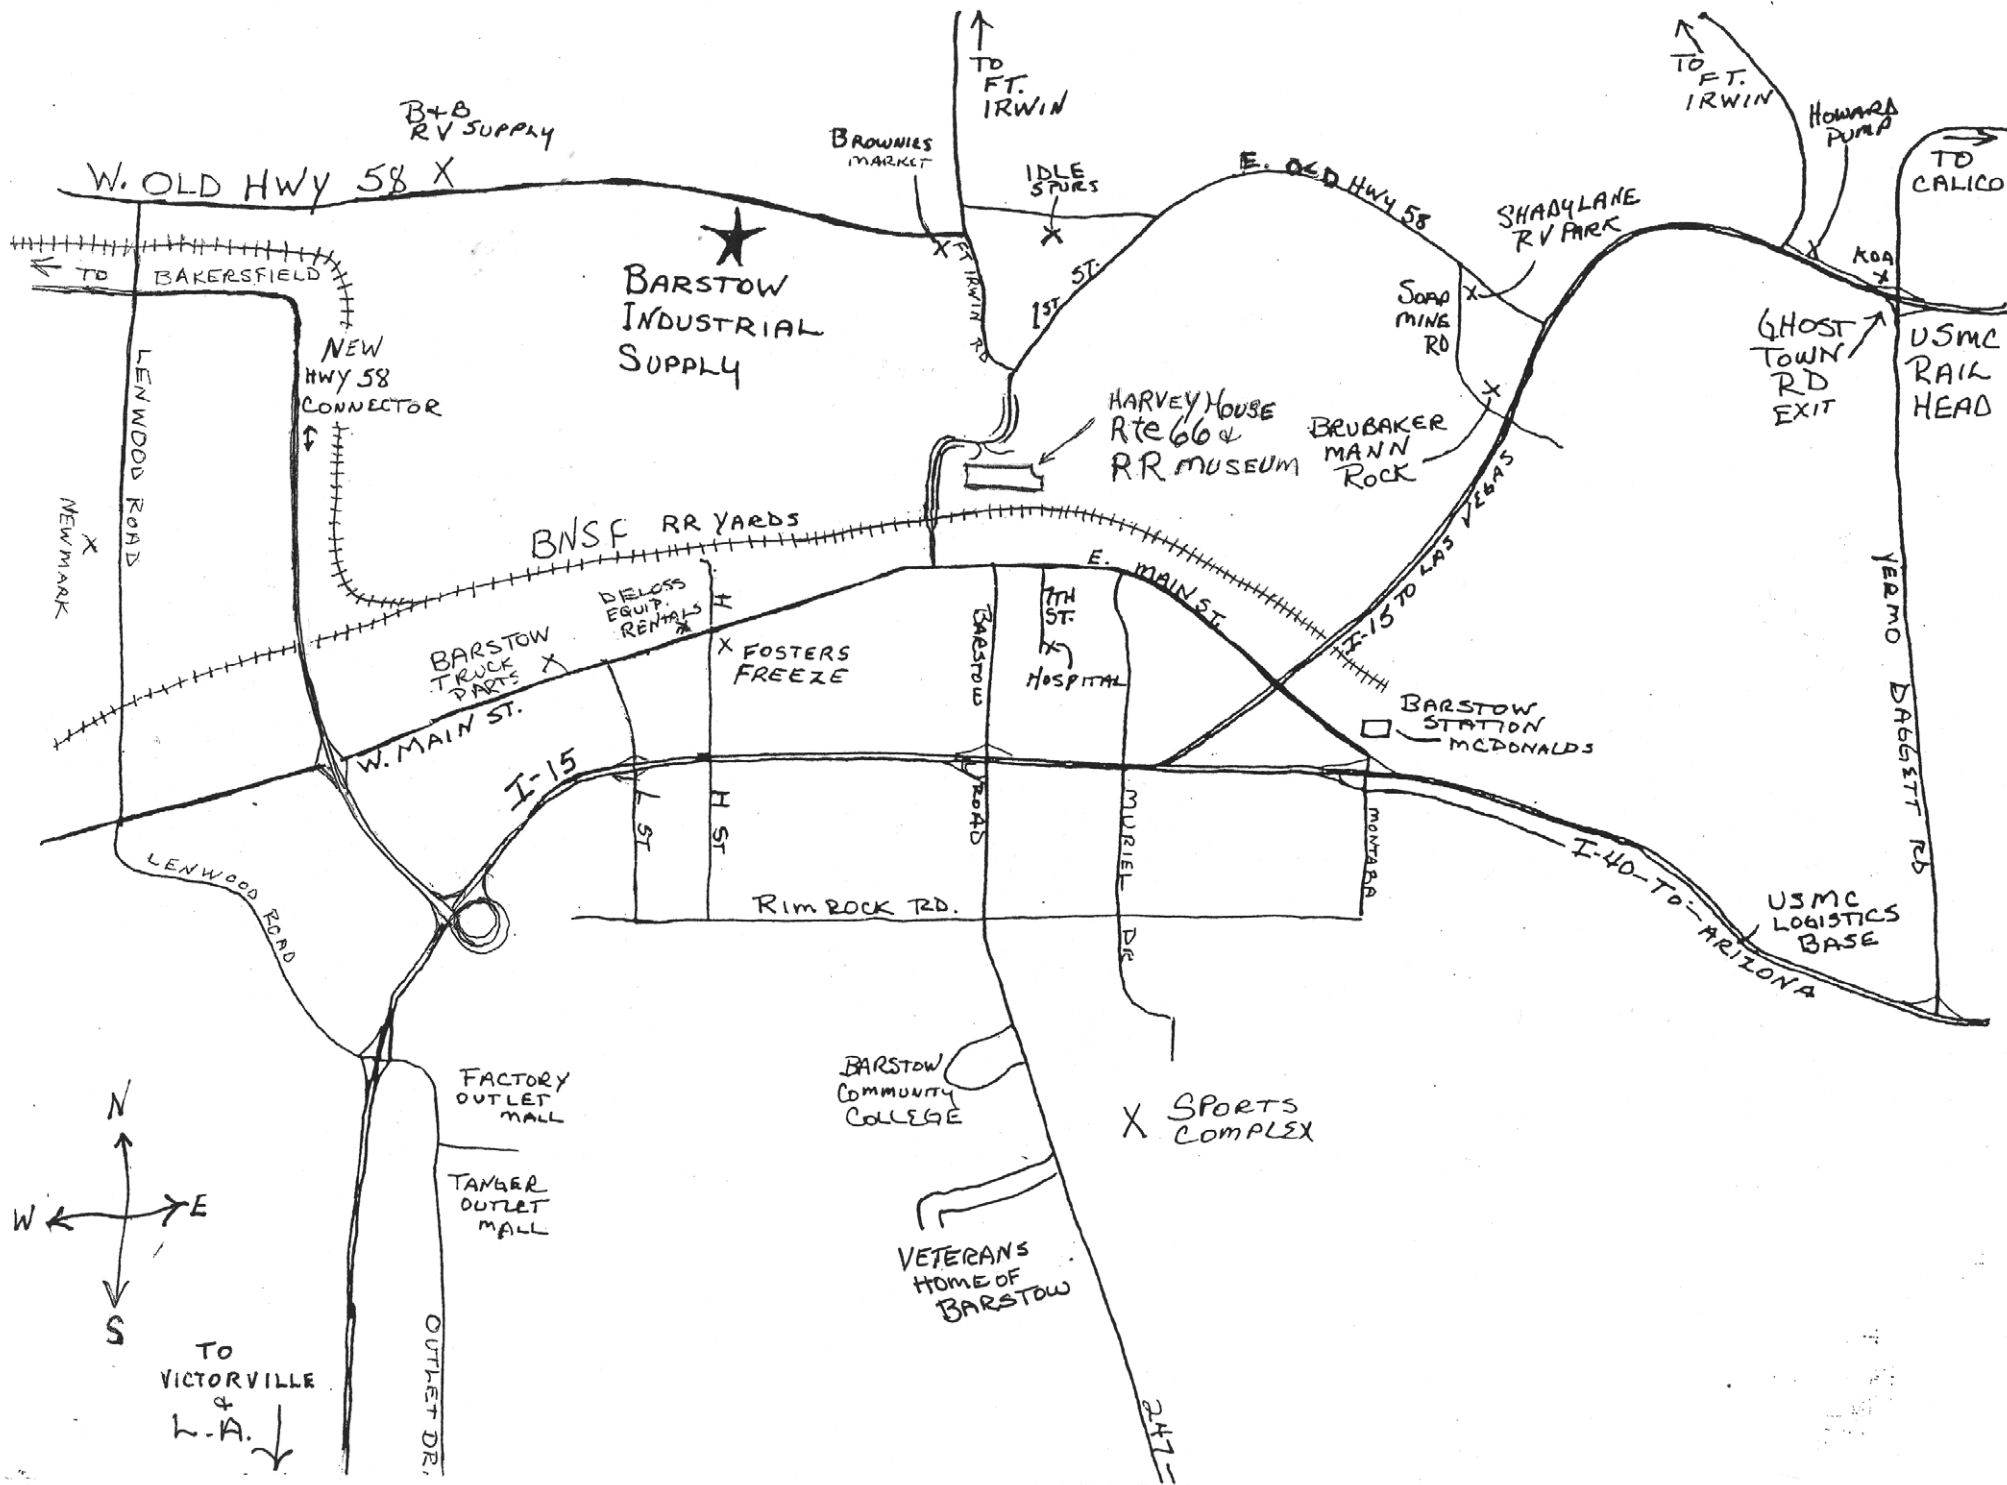 TO
FT.
IRWIN
TO
FT.
IRWIN
HOWARD
PUMP
TO
CALICO
B+B
RV SUPPLY
X
W. OLD HWY 58
BROWNIES
MARKET
X
IDLE
SPURS
X
E. OLD HWY 58
SHADYLANE
RV PARK
X
X
KOA
X
TO BAKERSFIELD
BARSTOW
INDUSTRIAL
SUPPLY
FT IRWIN RD
1ST ST.
SOAP
MINE
RD
GHOST
TOWN
RD
EXIT
USMC
RAIL
HEAD
NEW
HWY 58
CONNECTOR
LENWOOD ROAD
HARVEY HOUSE
Rte 66 &
R.R. MUSEUM
BRUBAKER
MANN
ROCK
X
X
NEWMARK
BNSF RR YARDS
I-15 TO LAS VEGAS
YERMO DAGGETT RD
DELOSS
EQUIP.
RENTALS
X
H
E. MAIN ST.
7TH
ST.
X
HOSPITAL
BARSTOW
TRUCK
PARTS
X
X FOSTERS
FREEZE
W. MAIN ST.
BARSTOW ROAD
BARSTOW
STATION
MCDONALDS
I-15
L ST
H ST
MURIEL DR
MONTARA
I-40-TO-ARIZONA
USMC
LOGISTICS
BASE
LENWOOD ROAD
RIMROCK RD.
FACTORY
OUTLET
MALL
BARSTOW
COMMUNITY
COLLEGE
X SPORTS
COMPLEX
N
W E
S
TANGER
OUTLET
MALL
VETERANS
HOME OF
BARSTOW
TO
VICTORVILLE
&
L.A.
OUTLET DR.
247